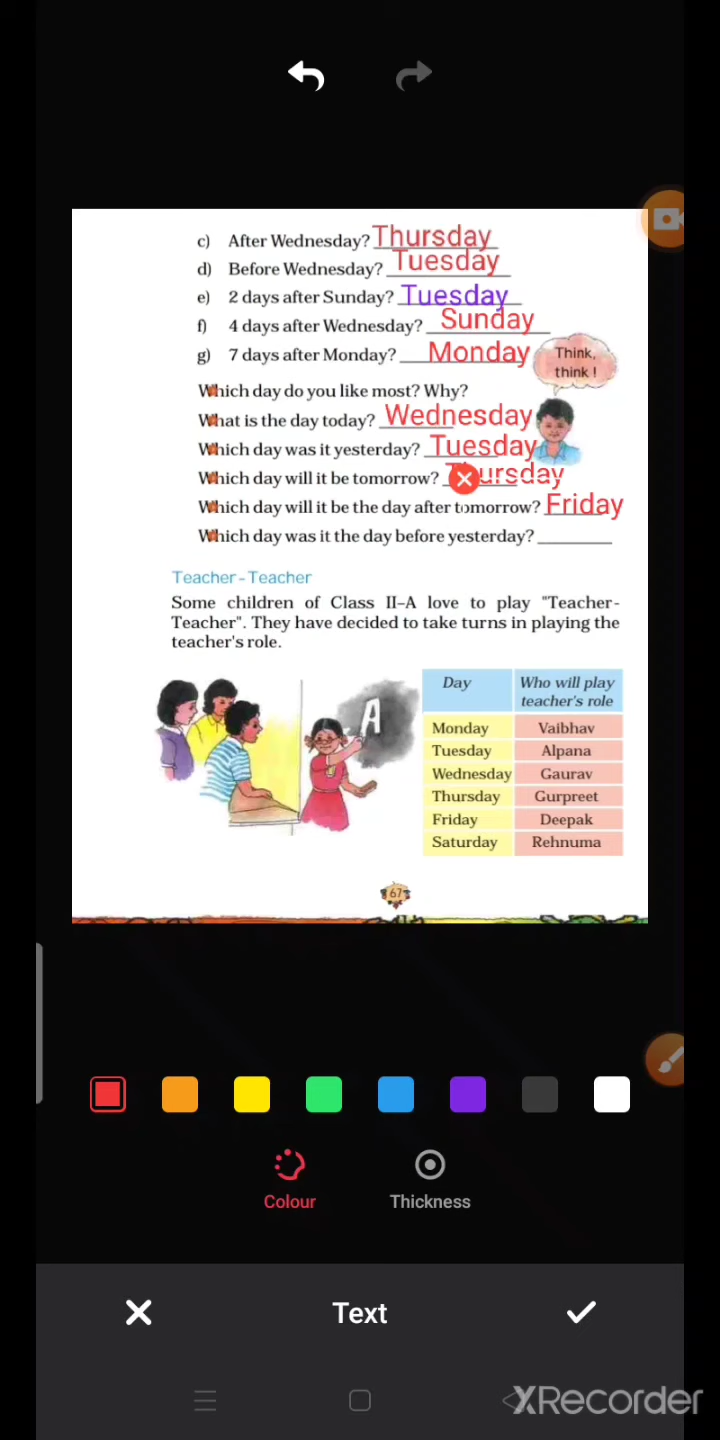 c) After Wednesday? Thursday
d) Before Wednesday? Tuesday
e) 2 days after Sunday? Tuesday
f) 4 days after Wednesday? Sunday
g) 7 days after Monday? Monday
Think,
think !
Which day do you like most? Why?
What is the day today? Wednesday
Which day was it yesterday? Tuesday
Which day will it be tomorrow? Thursday
Which day will it be the day after tomorrow? Friday
Which day was it the day before yesterday?
Teacher - Teacher
Some children of Class II–A love to play "Teacher-
Teacher". They have decided to take turns in playing the
teacher's role.
A
Day Who will play
teacher's role
Monday Vaibhav
Tuesday Alpana
Wednesday Gaurav
Thursday Gurpreet
Friday Deepak
Saturday Rehnuma
67
Colour Thickness
Text
XRecorder